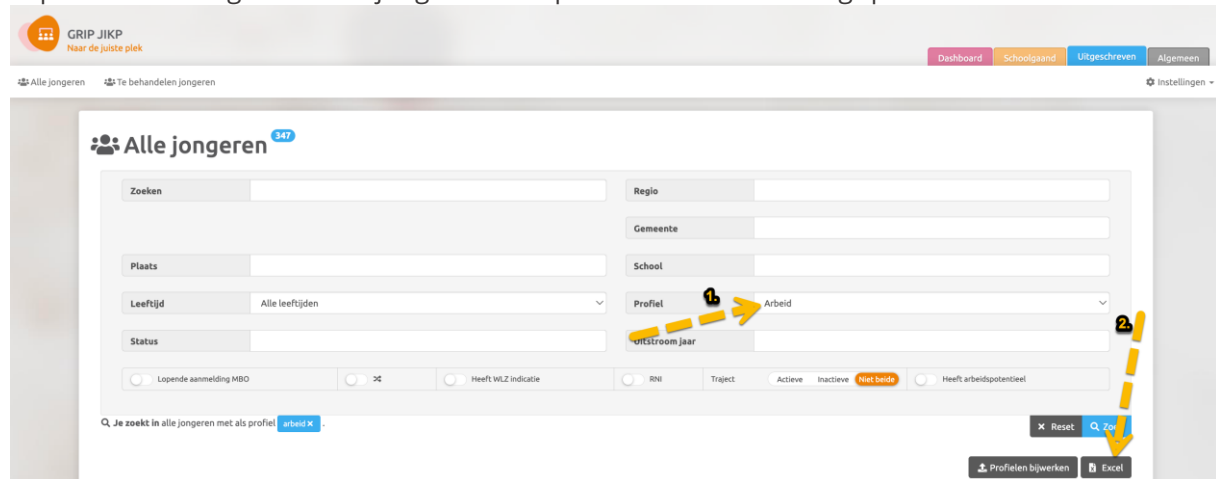 GRIP JIKP
Naar de juiste plek
Dashboard Schoolgaand Uitgeschreven Algemeen
Alle jongeren Te behandelen jongeren Instellingen
Alle jongeren 347
Zoeken Regio
Gemeente
Plaats School
Leeftijd Alle leeftijden Profiel 1. Arbeid
2.
Status Uitstroom jaar
Lopende aanmelding MBO Heeft WLZ Indicatie RNI Traject Actieve Inactieve Niet beide Heeft arbeidspotentieel
Je zoekt in alle jongeren met als profiel arbeid x .
Reset
Profielen bijwerken Excel